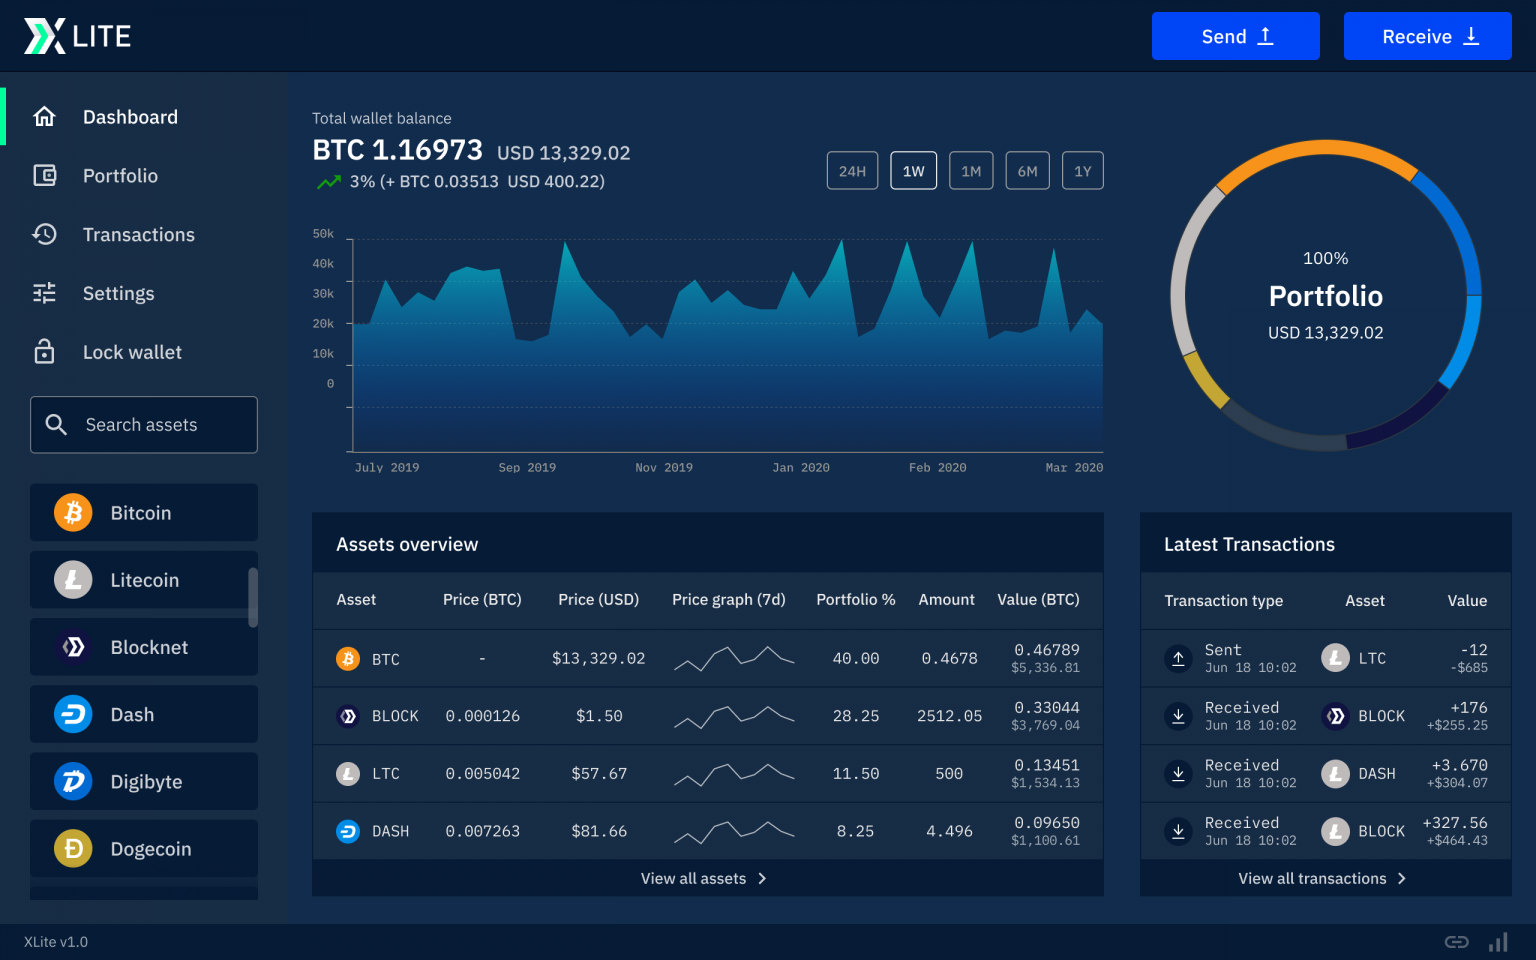 LITE
Send
Receive
Dashboard
Portfolio
Transactions
Settings
Lock wallet
Search assets
Bitcoin
Litecoin
Blocknet
Dash
Digibyte
Dogecoin
Total wallet balance
BTC 1.16973 USD 13,329.02
3% (+ BTC 0.03513 USD 400.22)
24H 1W 1M 6M 1Y
50k
40k
30k
20k
10k
0
July 2019 Sep 2019 Nov 2019 Jan 2020 Feb 2020 Mar 2020
100%
Portfolio
USD 13,329.02
Assets overview
Asset Price (BTC) Price (USD) Price graph (7d) Portfolio % Amount Value (BTC)
BTC - $13,329.02 40.00 0.4678 0.46789
$5,336.81
BLOCK 0.000126 $1.50 28.25 2512.05 0.33044
$3,769.04
LTC 0.005042 $57.67 11.50 500 0.13451
$1,534.13
DASH 0.007263 $81.66 8.25 4.496 0.09650
$1,100.61
View all assets
Latest Transactions
Transaction type Asset Value
Sent LTC -12
Jun 18 10:02 -$685
Received BLOCK +176
Jun 18 10:02 +$255.25
Received DASH +3.670
Jun 18 10:02 +$304.07
Received BLOCK +327.56
Jun 18 10:02 +$464.43
View all transactions
XLite v1.0